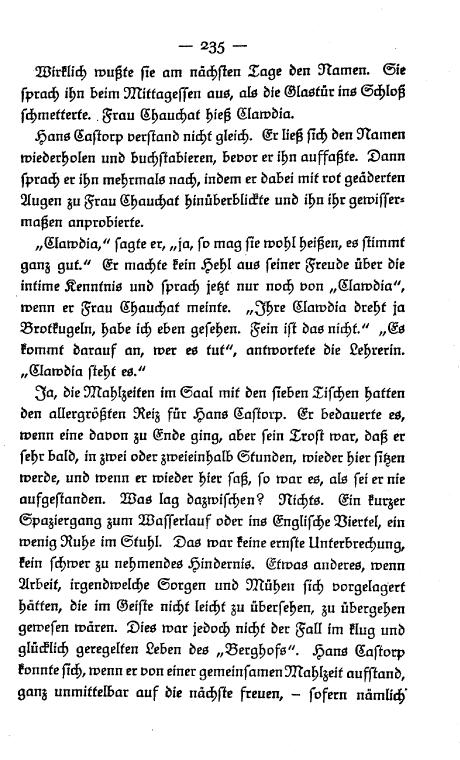 — 235 —
Wirklich wußte sie am nächsten Tage den Namen. Sie
sprach ihn beim Mittagessen aus, als die Glastür ins Schloß
schmetterte. Frau Chauchat hieß Clawdia.
Hans Castorp verstand nicht gleich. Er ließ sich den Namen
wiederholen und buchstabieren, bevor er ihn auffaßte. Dann
sprach er ihn mehrmals nach, indem er dabei mit rot geäderten
Augen zu Frau Chauchat hinüberblickte und ihn ihr gewisser-
maßen anprobierte.
„Clawdia,“ sagte er, „ja, so mag sie wohl heißen, es stimmt
ganz gut.“ Er machte kein Hehl aus seiner Freude über die
intime Kenntnis und sprach jetzt nur noch von „Clawdia“,
wenn er Frau Chauchat meinte. „Ihre Clawdia dreht ja
Brotkugeln, habe ich eben gesehen. Fein ist das nicht.“ „Es
kommt darauf an, wer es tut“, antwortete die Lehrerin.
„Clawdia steht es.“
Ja, die Mahlzeiten im Saal mit den sieben Tischen hatten
den allergrößten Reiz für Hans Castorp. Er bedauerte es,
wenn eine davon zu Ende ging, aber sein Trost war, daß er
sehr bald, in zwei oder zweieinhalb Stunden, wieder hier sitzen
werde, und wenn er wieder hier saß, so war es, als sei er nie
aufgestanden. Was lag dazwischen? Nichts. Ein kurzer
Spaziergang zum Wasserlauf oder ins Englische Viertel, ein
wenig Ruhe im Stuhl. Das war keine ernste Unterbrechung,
kein schwer zu nehmendes Hindernis. Etwas anderes, wenn
Arbeit, irgendwelche Sorgen und Mühen sich vorgelagert
hätten, die im Geiste nicht leicht zu übersehen, zu übergehen
gewesen wären. Dies war jedoch nicht der Fall im klug und
glücklich geregelten Leben des „Berghofs“. Hans Castorp
konnte sich, wenn er von einer gemeinsamen Mahlzeit aufstand,
ganz unmittelbar auf die nächste freuen, – sofern nämlich